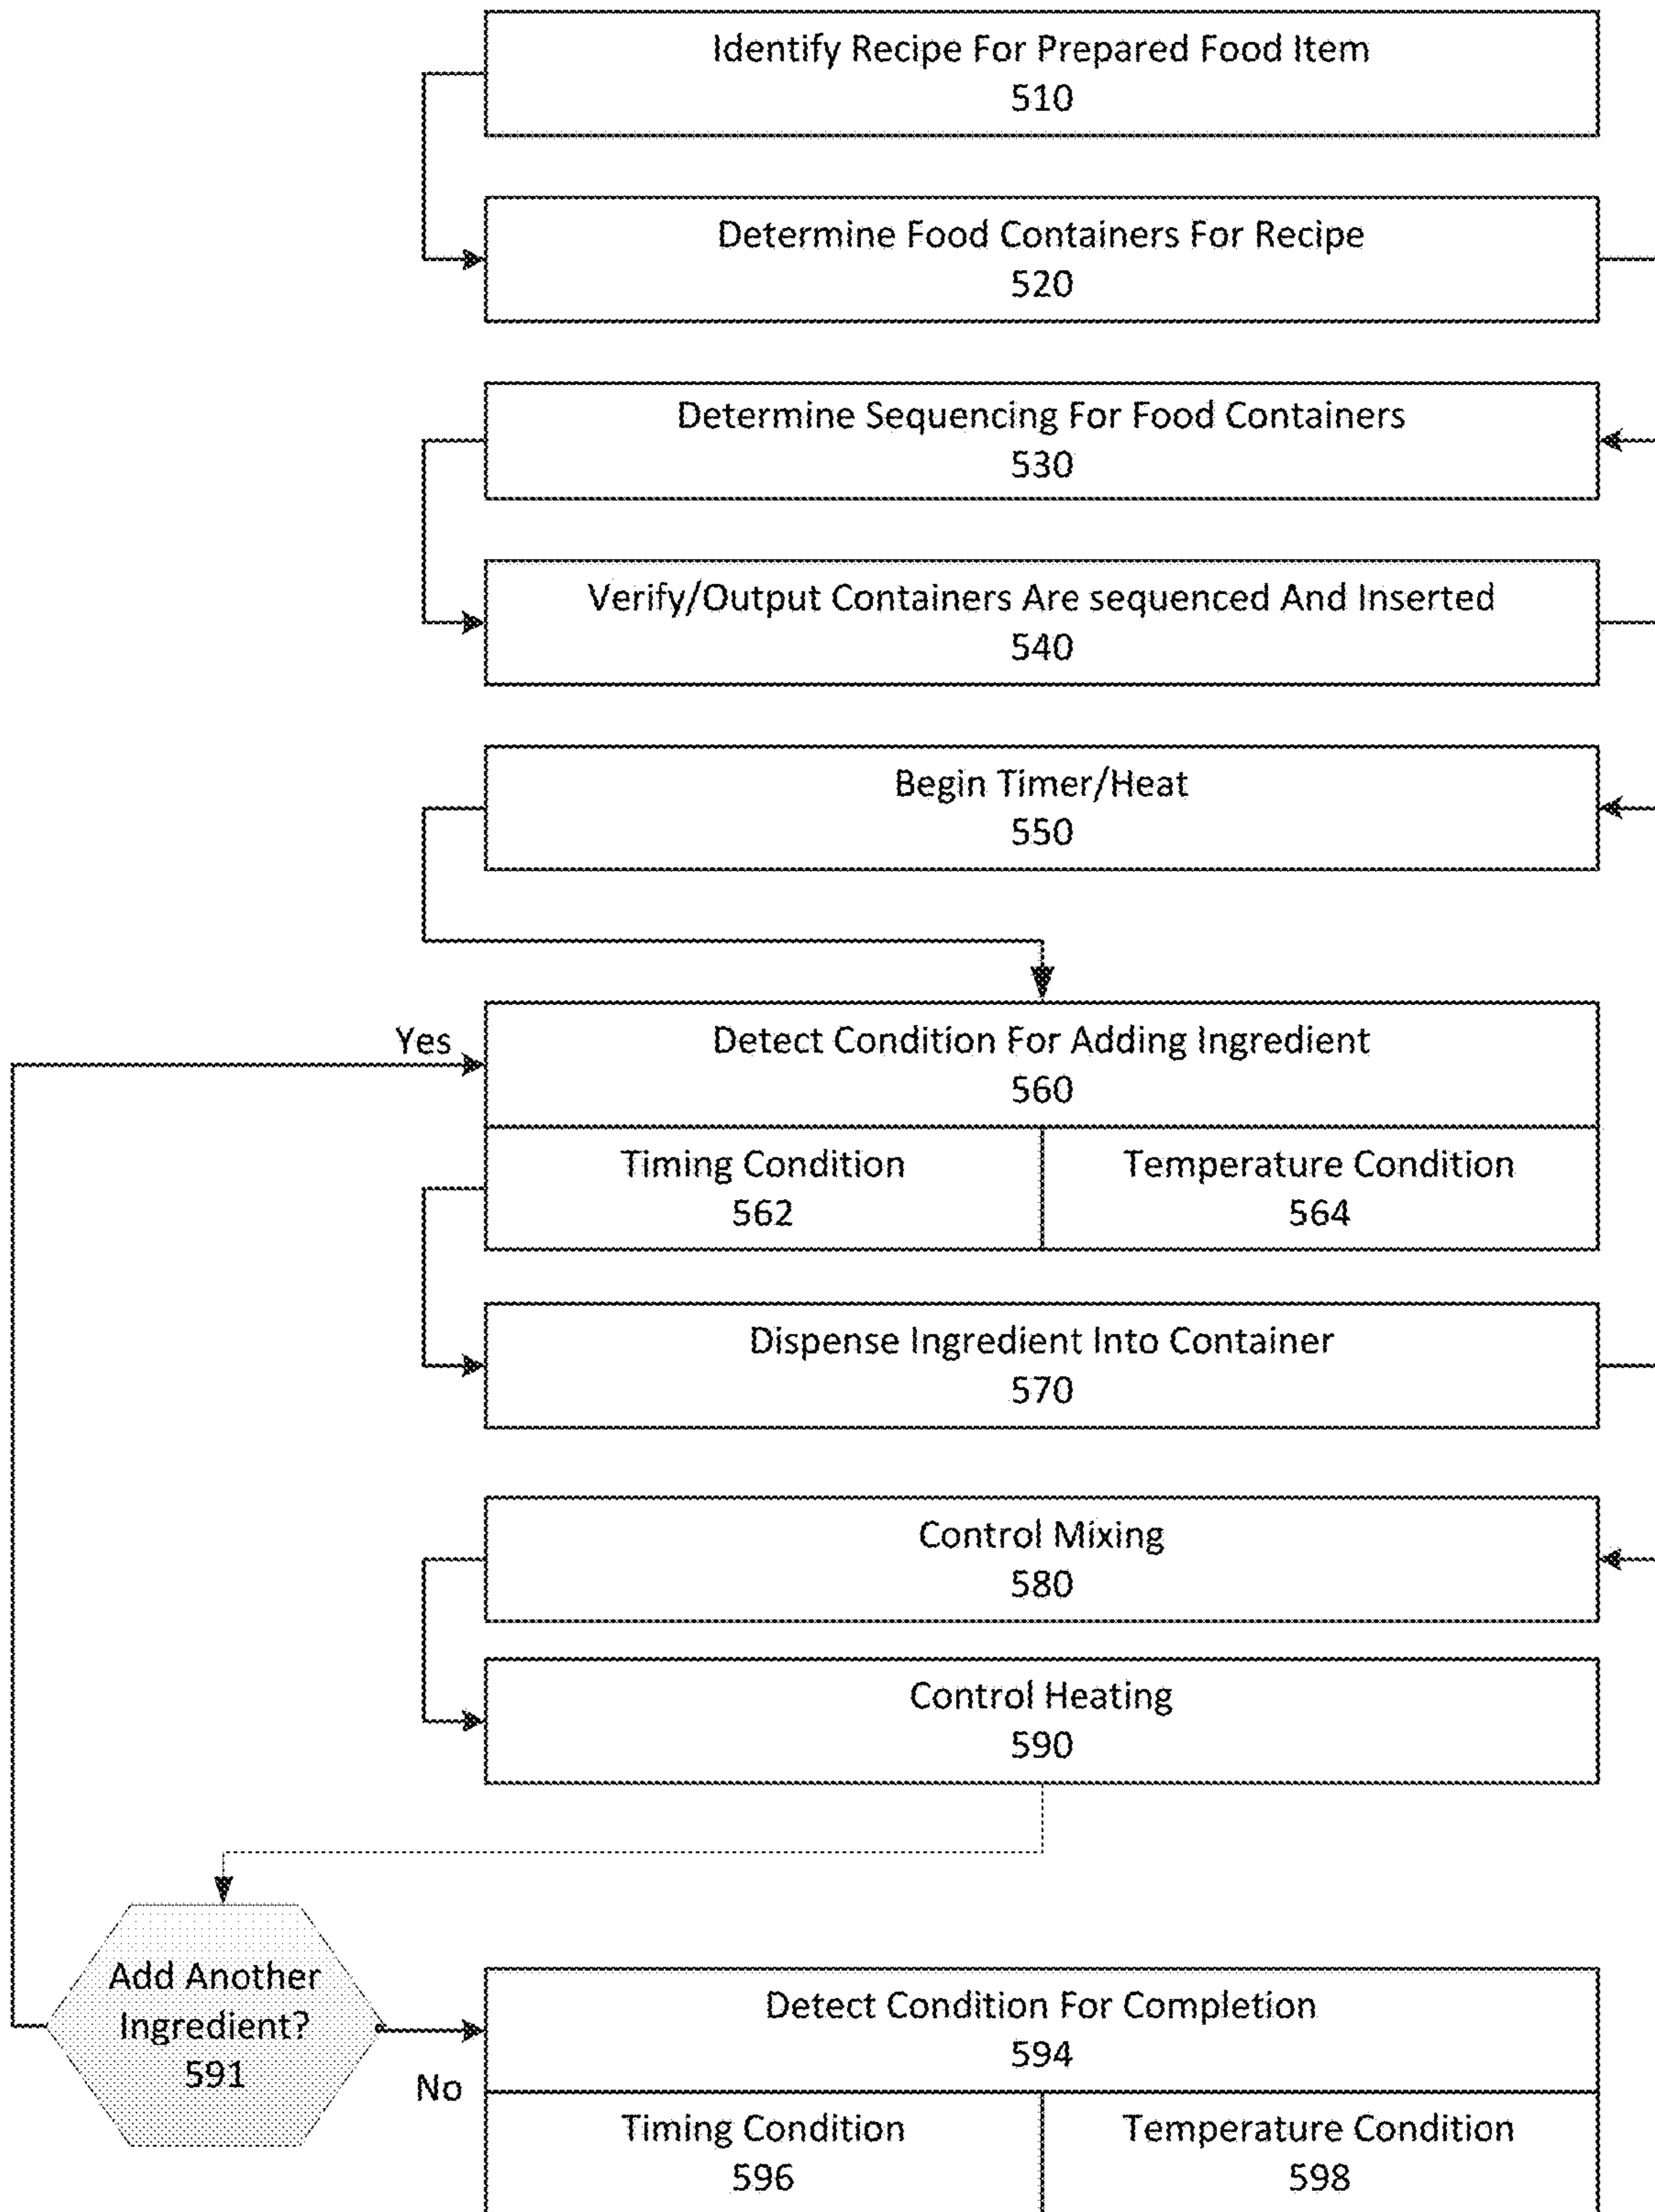 Identify Recipe For Prepared Food Item
510
Determine Food Containers For Recipe
520
Determine Sequencing For Food Containers
530
Verify/Output Containers Are sequenced And Inserted
540
Begin Timer/Heat
550
Yes
Detect Condition For Adding Ingredient
560
Timing Condition
562
Temperature Condition
564
Dispense Ingredient Into Container
570
Control Mixing
580
Control Heating
590
Add Another
Ingredient?
591
No
Detect Condition For Completion
594
Timing Condition
596
Temperature Condition
598